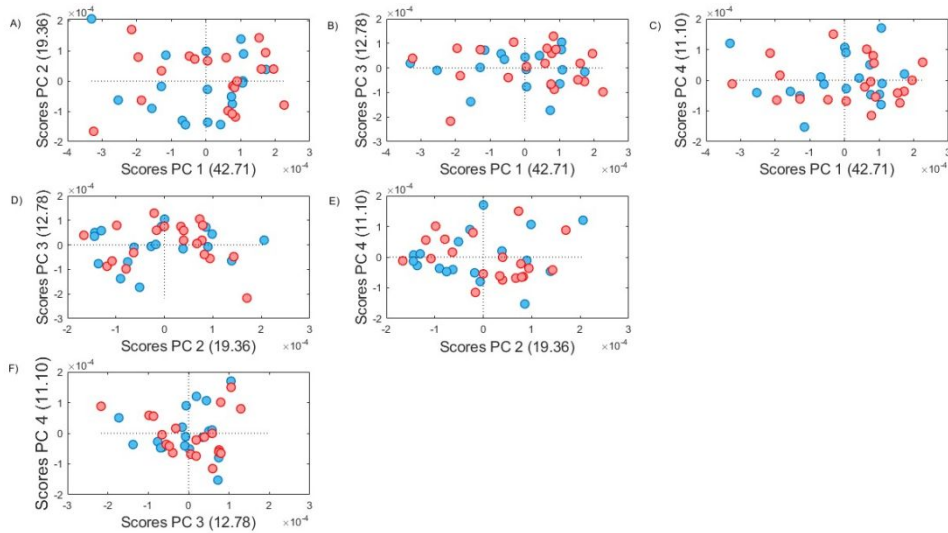 A)
×10⁻⁴
Scores PC 2 (19.36)
2
1
0
-1
-2
-4 -3 -2 -1 0 1 2 3
Scores PC 1 (42.71)
×10⁻⁴
B)
×10⁻⁴
Scores PC 3 (12.78)
2
1
0
-1
-2
-3
-4 -3 -2 -1 0 1 2 3
Scores PC 1 (42.71)
×10⁻⁴
C)
×10⁻⁴
Scores PC 4 (11.10)
2
1
0
-1
-2
-4 -3 -2 -1 0 1 2 3
Scores PC 1 (42.71)
×10⁻⁴
D)
×10⁻⁴
Scores PC 3 (12.78)
2
1
0
-1
-2
-3
-2 -1 0 1 2 3
Scores PC 2 (19.36)
×10⁻⁴
E)
×10⁻⁴
Scores PC 4 (11.10)
2
1
0
-1
-2
-2 -1 0 1 2 3
Scores PC 2 (19.36)
×10⁻⁴
F)
×10⁻⁴
Scores PC 4 (11.10)
2
1
0
-1
-2
-3 -2 -1 0 1 2 3
Scores PC 3 (12.78)
×10⁻⁴